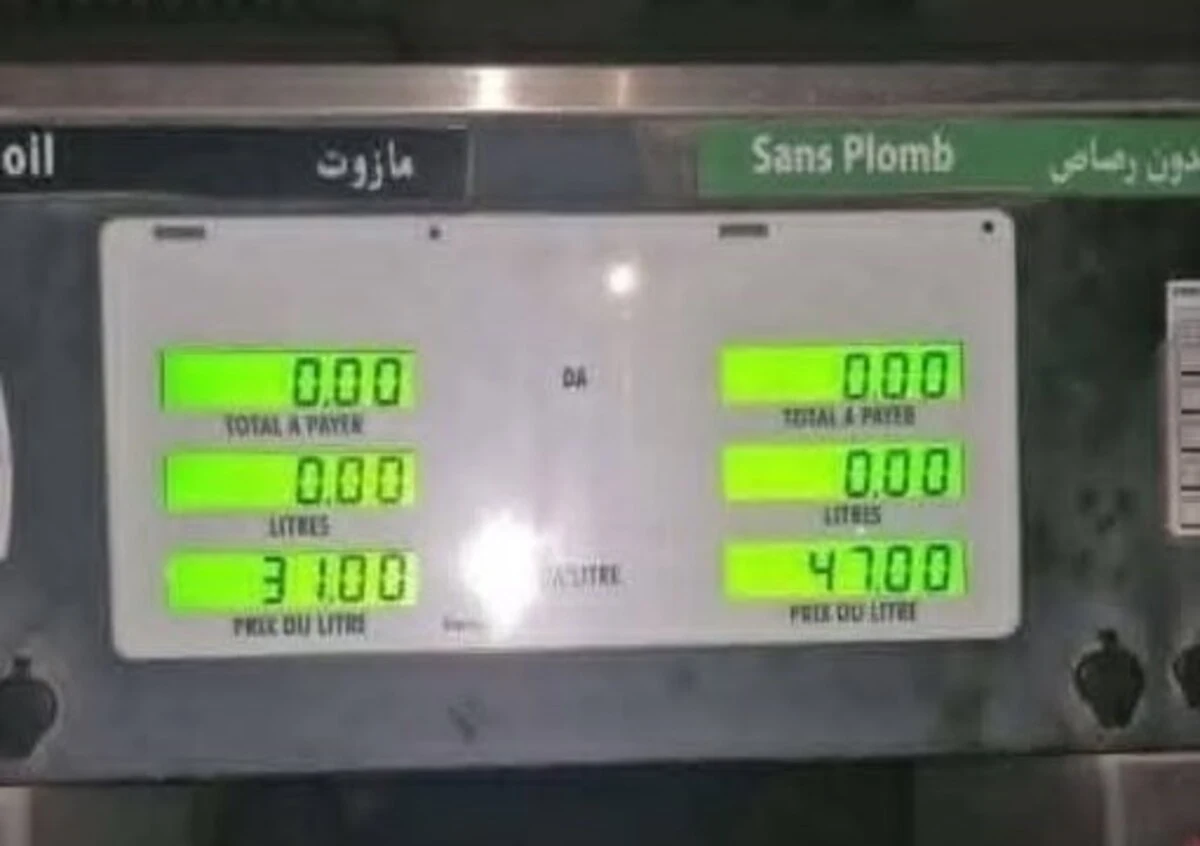 oil مازوت
Sans Plomb دون رصاص
0.00
TOTAL A PAYER
0.00
LITRES
31.00
PRIX DU LITRE
DA
0.00
TOTAL A PAYER
0.00
LITRES
47.00
PRIX DU LITRE
/LITRE